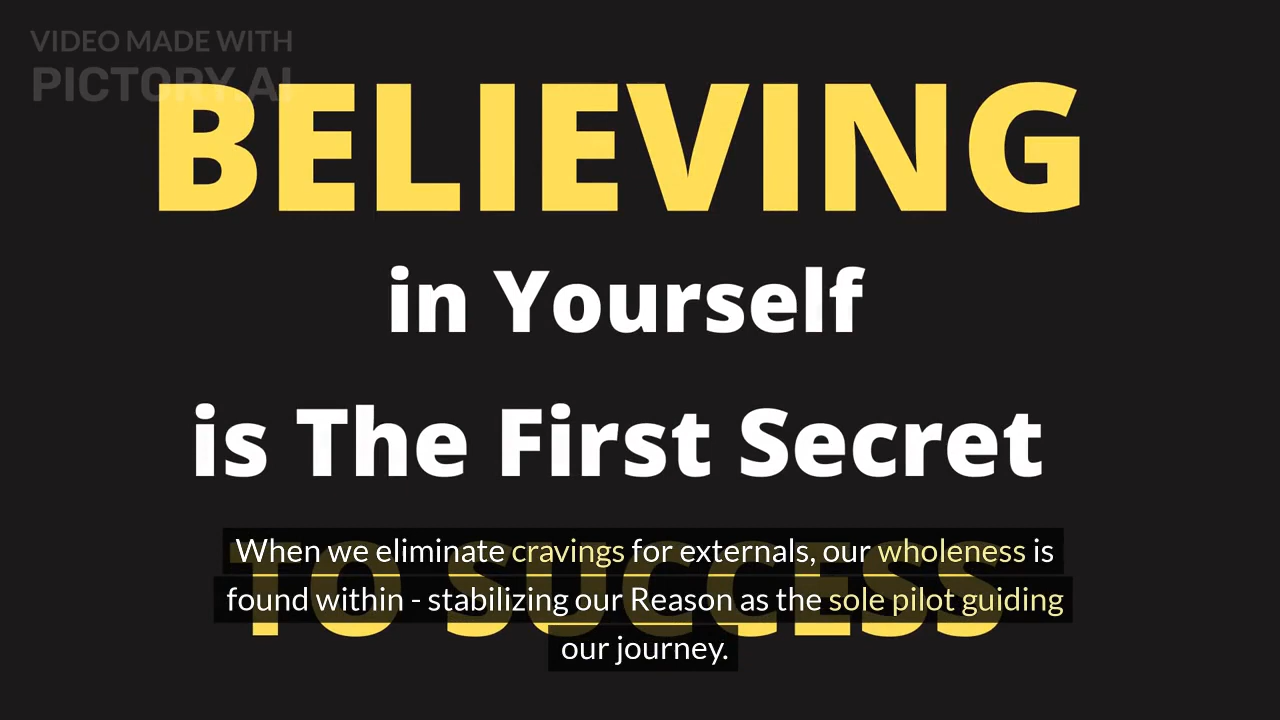 VIDEO MADE WITH
PICTORY.AI
BELIEVING
in Yourself
is The First Secret
TO SUCCESS
When we eliminate cravings for externals, our wholeness is
found within - stabilizing our Reason as the sole pilot guiding
our journey.